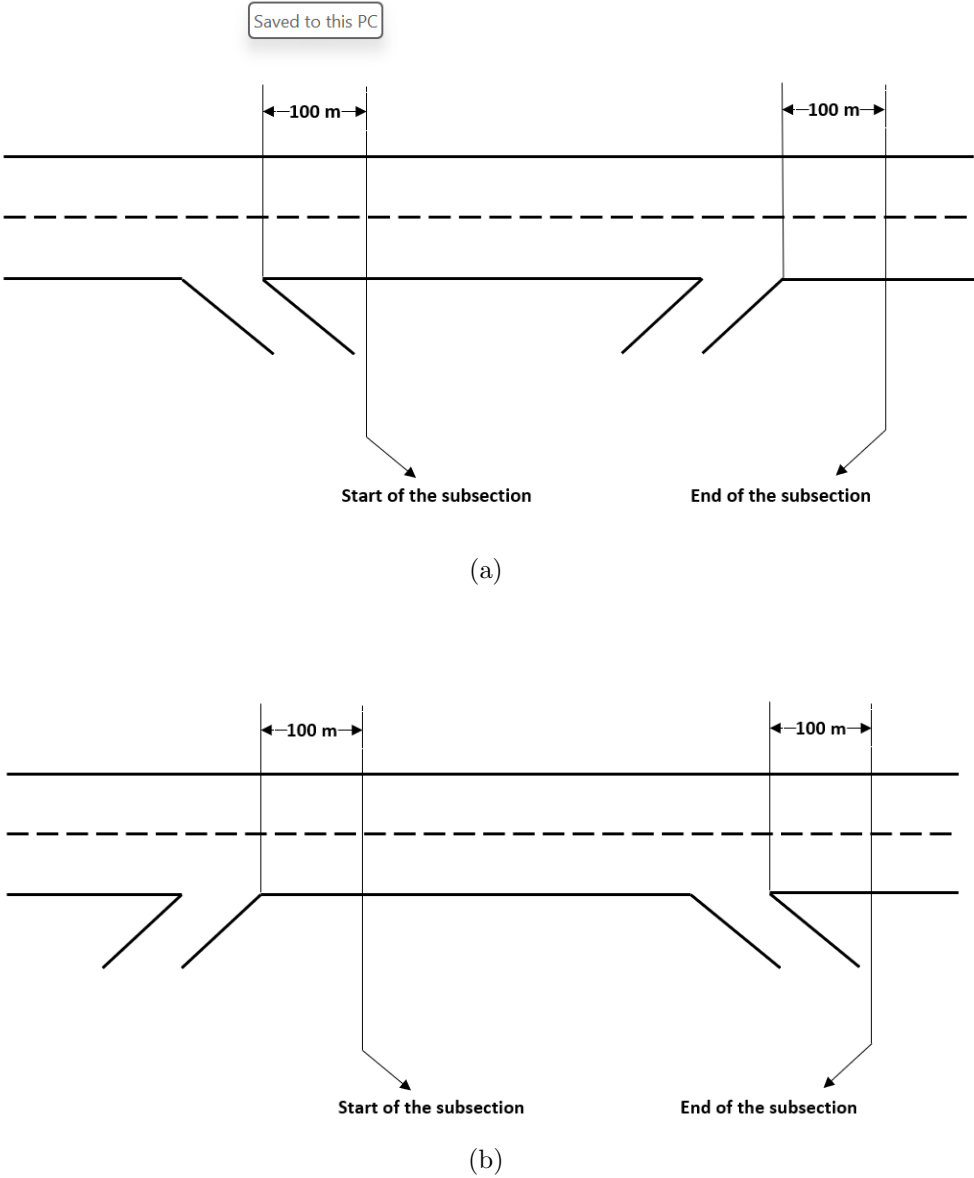 Saved to this PC
100 m
100 m
Start of the subsection
End of the subsection
(a)
100 m
100 m
Start of the subsection
End of the subsection
(b)